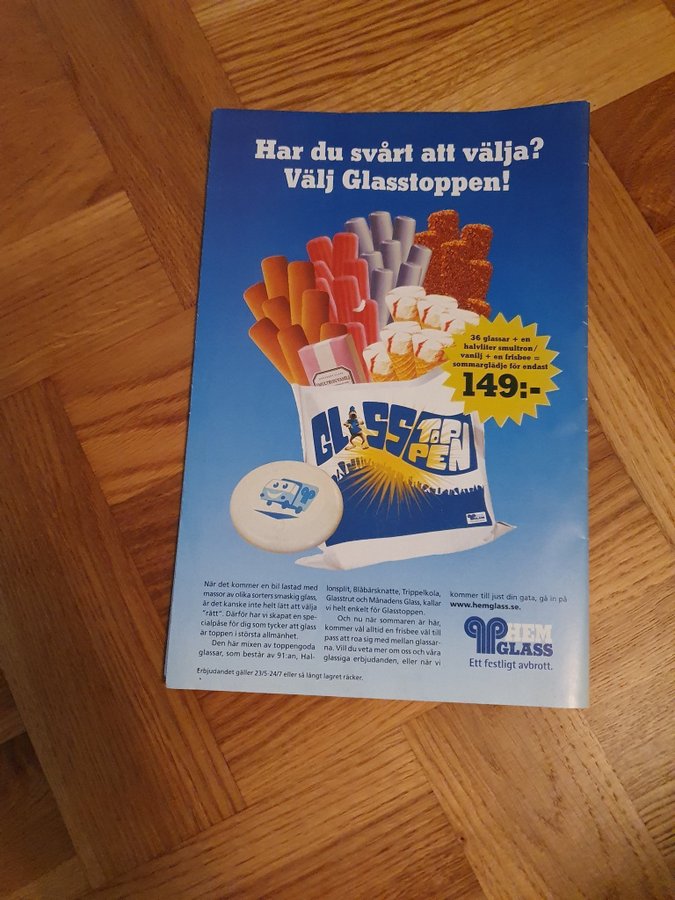 Har du svårt att välja?
Välj Glasstoppen!
36 glassar + en
halvliter smultron/
vanilj + en frisbee =
sommarglädje för endast
149:-
GLASS TOPPEN
När det kommer en bil lastad med
massor av olika sorters smaskig glass,
är det kanske inte helt lätt att välja
"rätt". Därför har vi skapat en spe-
cialpåse för dig som tycker att glass
är toppen i största allmänhet.
Den här mixen av toppengoda
glassar, som består av 91:an, Hal-
lonsplit, Blåbärsknatte, Trippelkola,
Glasstrut och Månadens Glass, kallar
vi helt enkelt för Glasstoppen.
Och nu när sommaren är här,
kommer väl alltid en frisbee väl till
pass att roa sig med mellan glassar-
na. Vill du veta mer om oss och våra
glassiga erbjudanden, eller när vi
kommer till just din gata, gå in på
www.hemglass.se.
HEM
GLASS
Ett festligt avbrott.
Erbjudandet gäller 23/5-24/7 eller så långt lagret räcker.